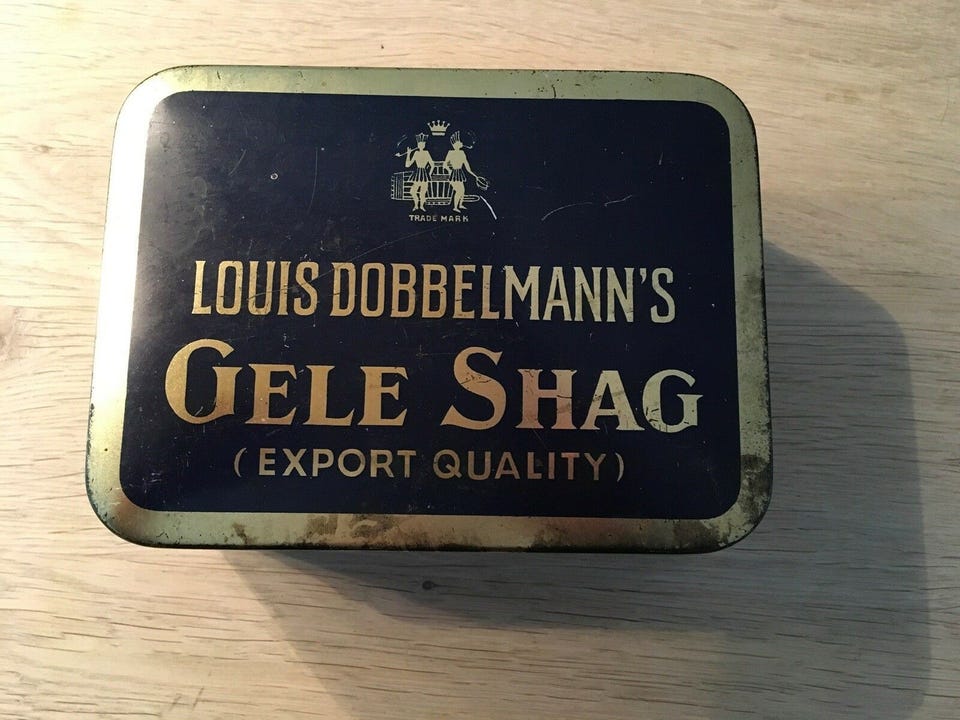 TRADE MARK
LOUIS DOBBELMANN'S
GELE SHAG
(EXPORT QUALITY)